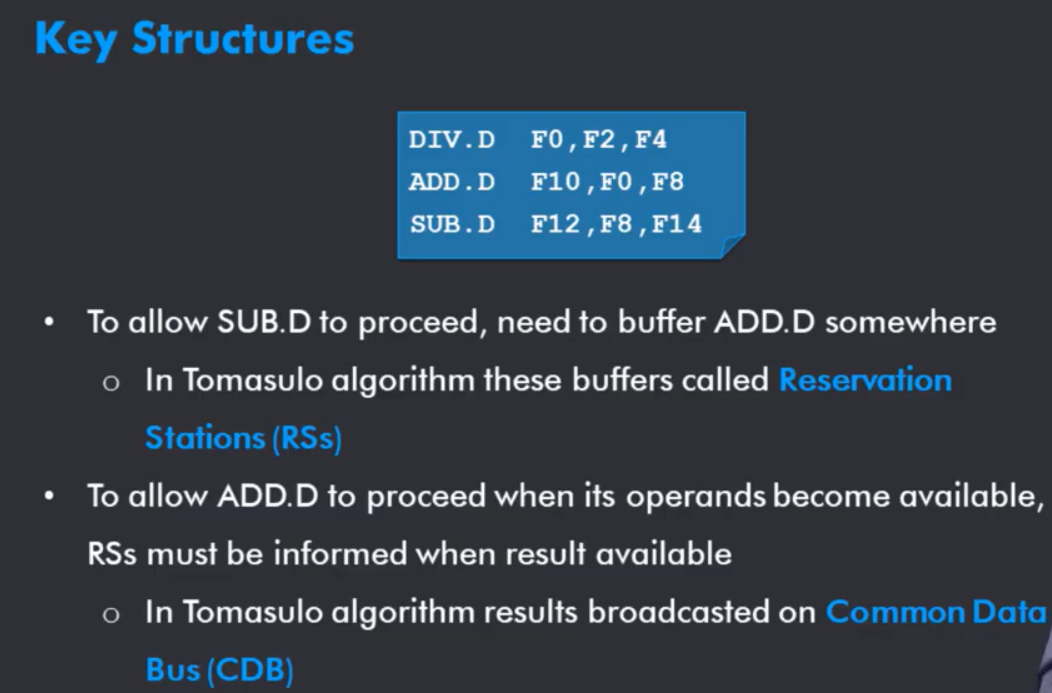 Key Structures
DIV.D F0,F2,F4
ADD.D F10,F0,F8
SUB.D F12,F8,F14
• To allow SUB.D to proceed, need to buffer ADD.D somewhere
o In Tomasulo algorithm these buffers called Reservation
Stations (RSs)
• To allow ADD.D to proceed when its operands become available,
RSs must be informed when result available
o In Tomasulo algorithm results broadcasted on Common Data
Bus (CDB)